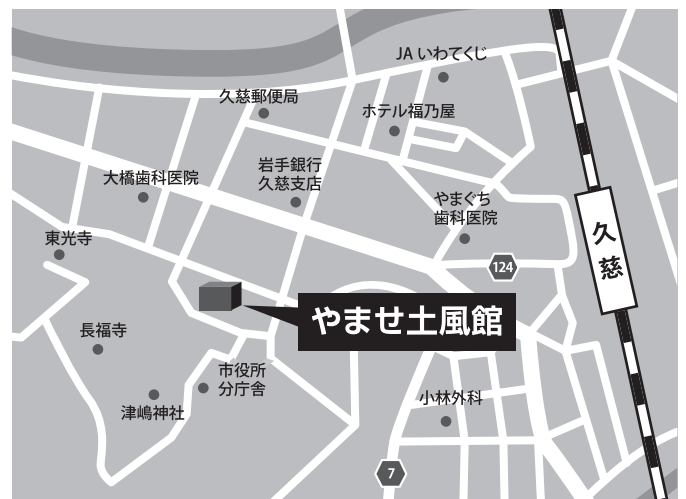 JA いわてくじ
久慈郵便局
ホテル福乃屋
岩手銀行
久慈支店
大橋歯科医院
やまぐち
歯科医院
東光寺
久慈
124
やませ土風館
長福寺
市役所
分庁舎
津嶋神社
小林外科
7